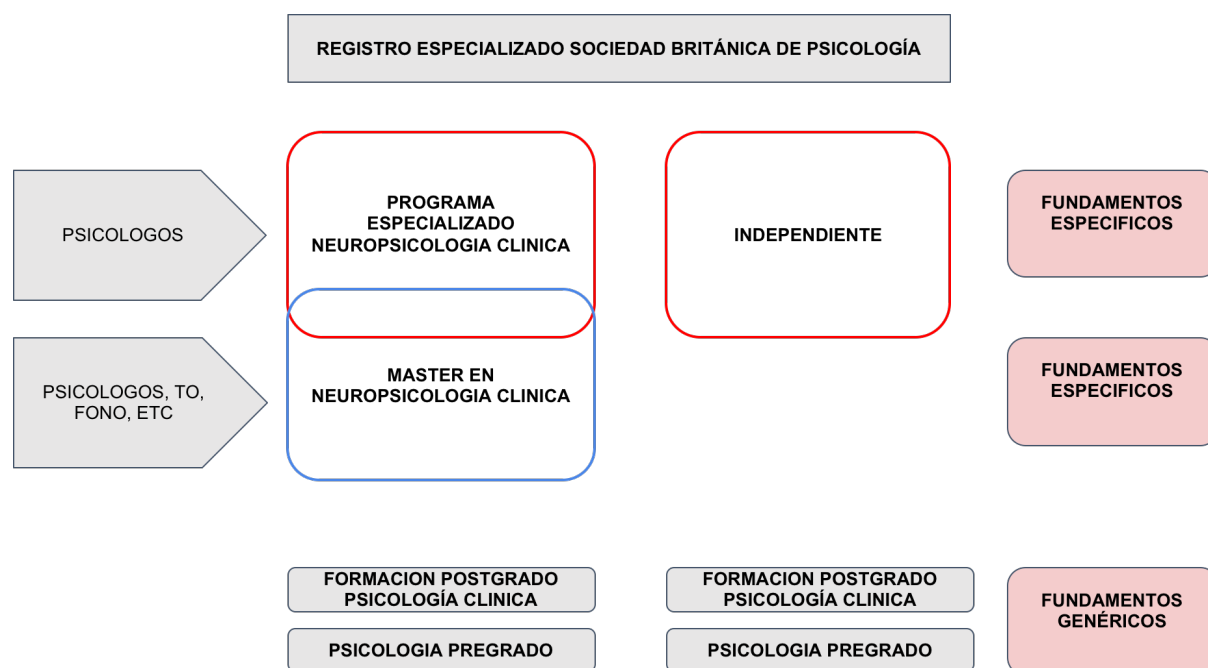 REGISTRO ESPECIALIZADO SOCIEDAD BRITÁNICA DE PSICOLOGÍA
PSICOLOGOS
PROGRAMA
ESPECIALIZADO
NEUROPSICOLOGIA CLINICA
INDEPENDIENTE
FUNDAMENTOS
ESPECIFICOS
PSICOLOGOS, TO,
FONO, ETC
MASTER EN
NEUROPSICOLOGIA CLINICA
FUNDAMENTOS
ESPECIFICOS
FORMACION POSTGRADO
PSICOLOGÍA CLINICA
FORMACION POSTGRADO
PSICOLOGÍA CLINICA
FUNDAMENTOS
GENÉRICOS
PSICOLOGIA PREGRADO
PSICOLOGIA PREGRADO